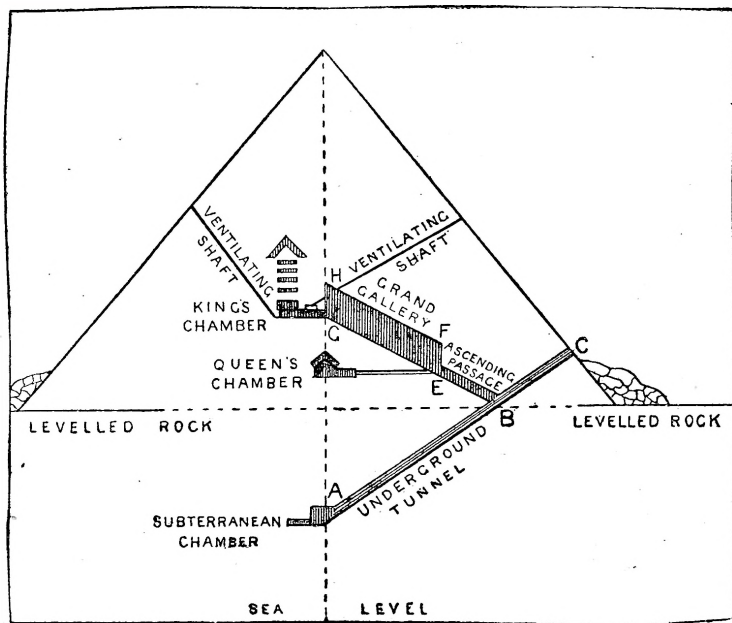 VENTILATING
SHAFT
VENTILATING
SHAFT
H
GRAND
GALLERY
KING'S
CHAMBER
G
F
ASCENDING
PASSAGE
C
QUEEN'S
CHAMBER
E
B
LEVELLED ROCK
LEVELLED ROCK
A
UNDERGROUND
TUNNEL
SUBTERRANEAN
CHAMBER
SEA LEVEL